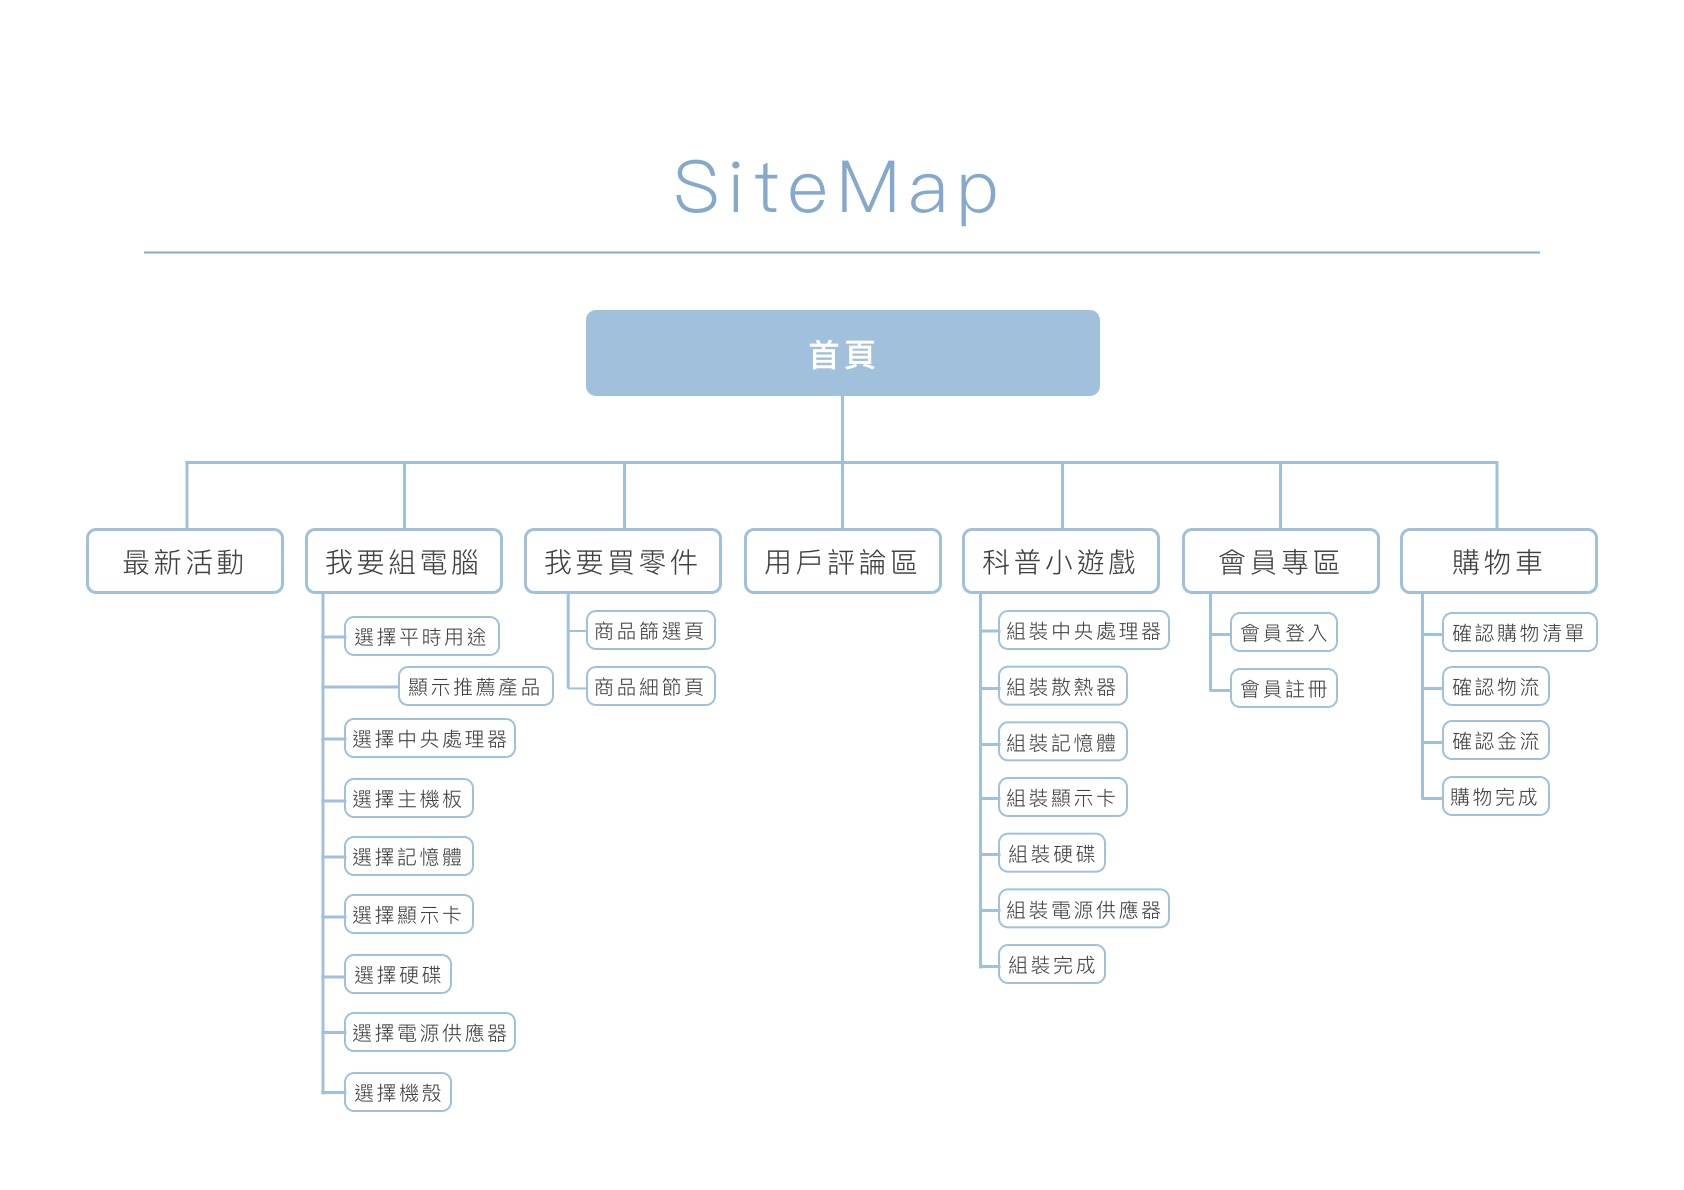 SiteMap
首頁
最新活動
我要組電腦
選擇平時用途
顯示推薦產品
選擇中央處理器
選擇主機板
選擇記憶體
選擇顯示卡
選擇硬碟
選擇電源供應器
選擇機殼
我要買零件
商品篩選頁
商品細節頁
用戶評論區
科普小遊戲
組裝中央處理器
組裝散熱器
組裝記憶體
組裝顯示卡
組裝硬碟
組裝電源供應器
組裝完成
會員專區
會員登入
會員註冊
購物車
確認購物清單
確認物流
確認金流
購物完成